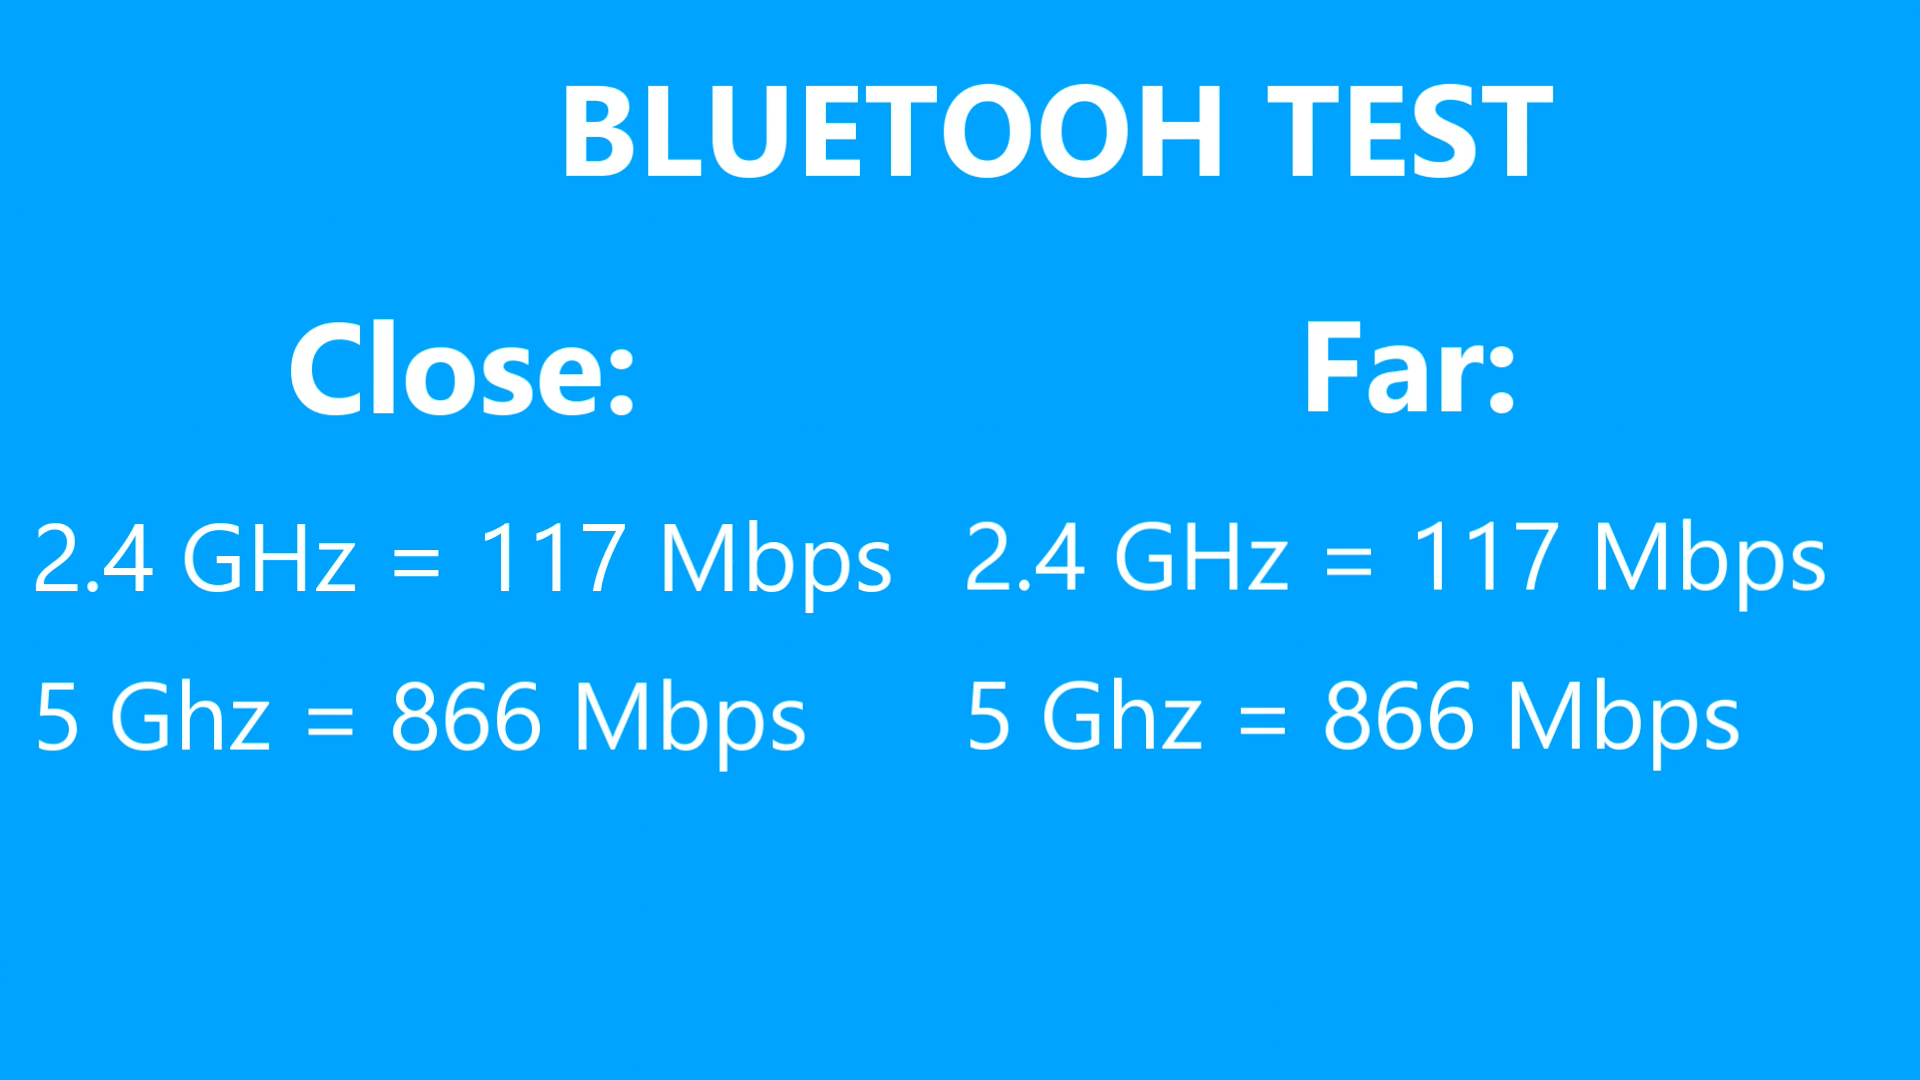 BLUETOOH TEST
Close:
2.4 GHz = 117 Mbps
5 Ghz = 866 Mbps
Far:
2.4 GHz = 117 Mbps
5 Ghz = 866 Mbps